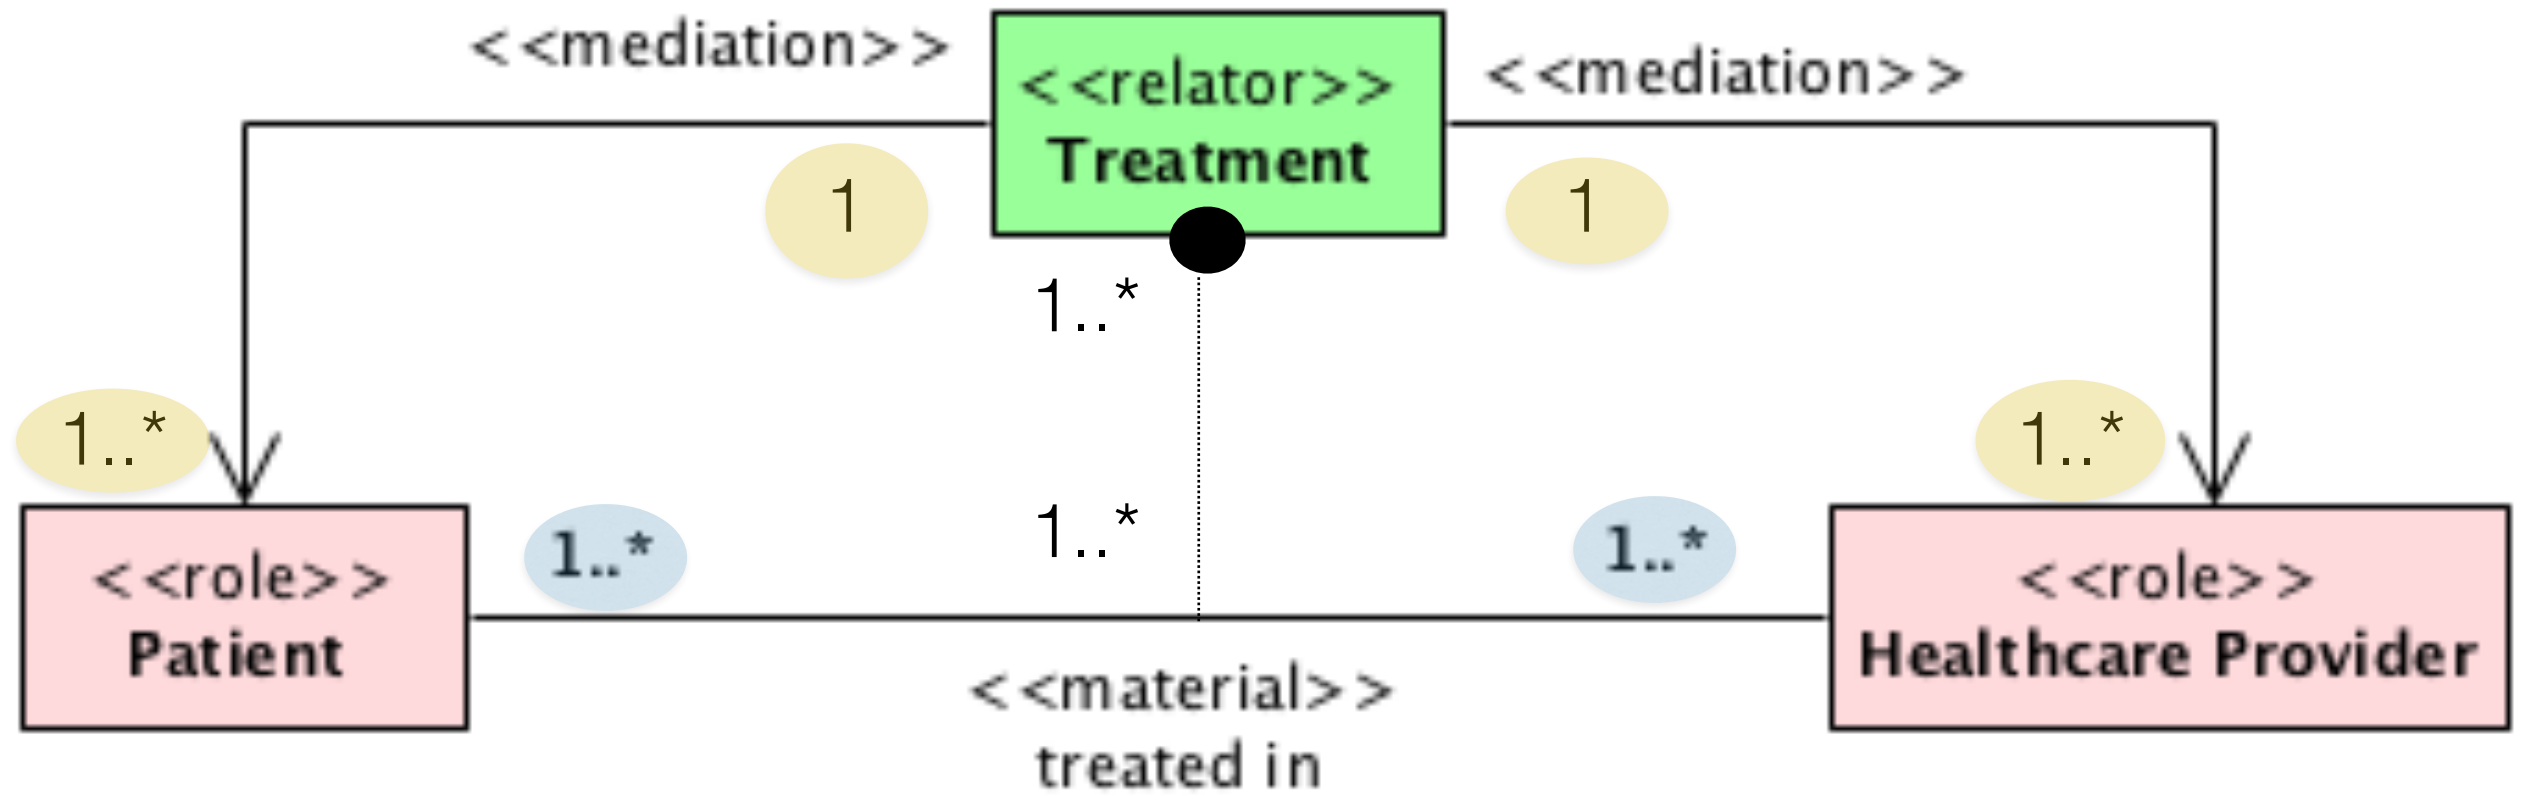 <<mediation>>
<<relator>>
Treatment
<<mediation>>
1
1
1..*
1..*
1..*
1..*
1..*
1..*
<<role>>
Patient
<<role>>
Healthcare Provider
<<material>>
treated in